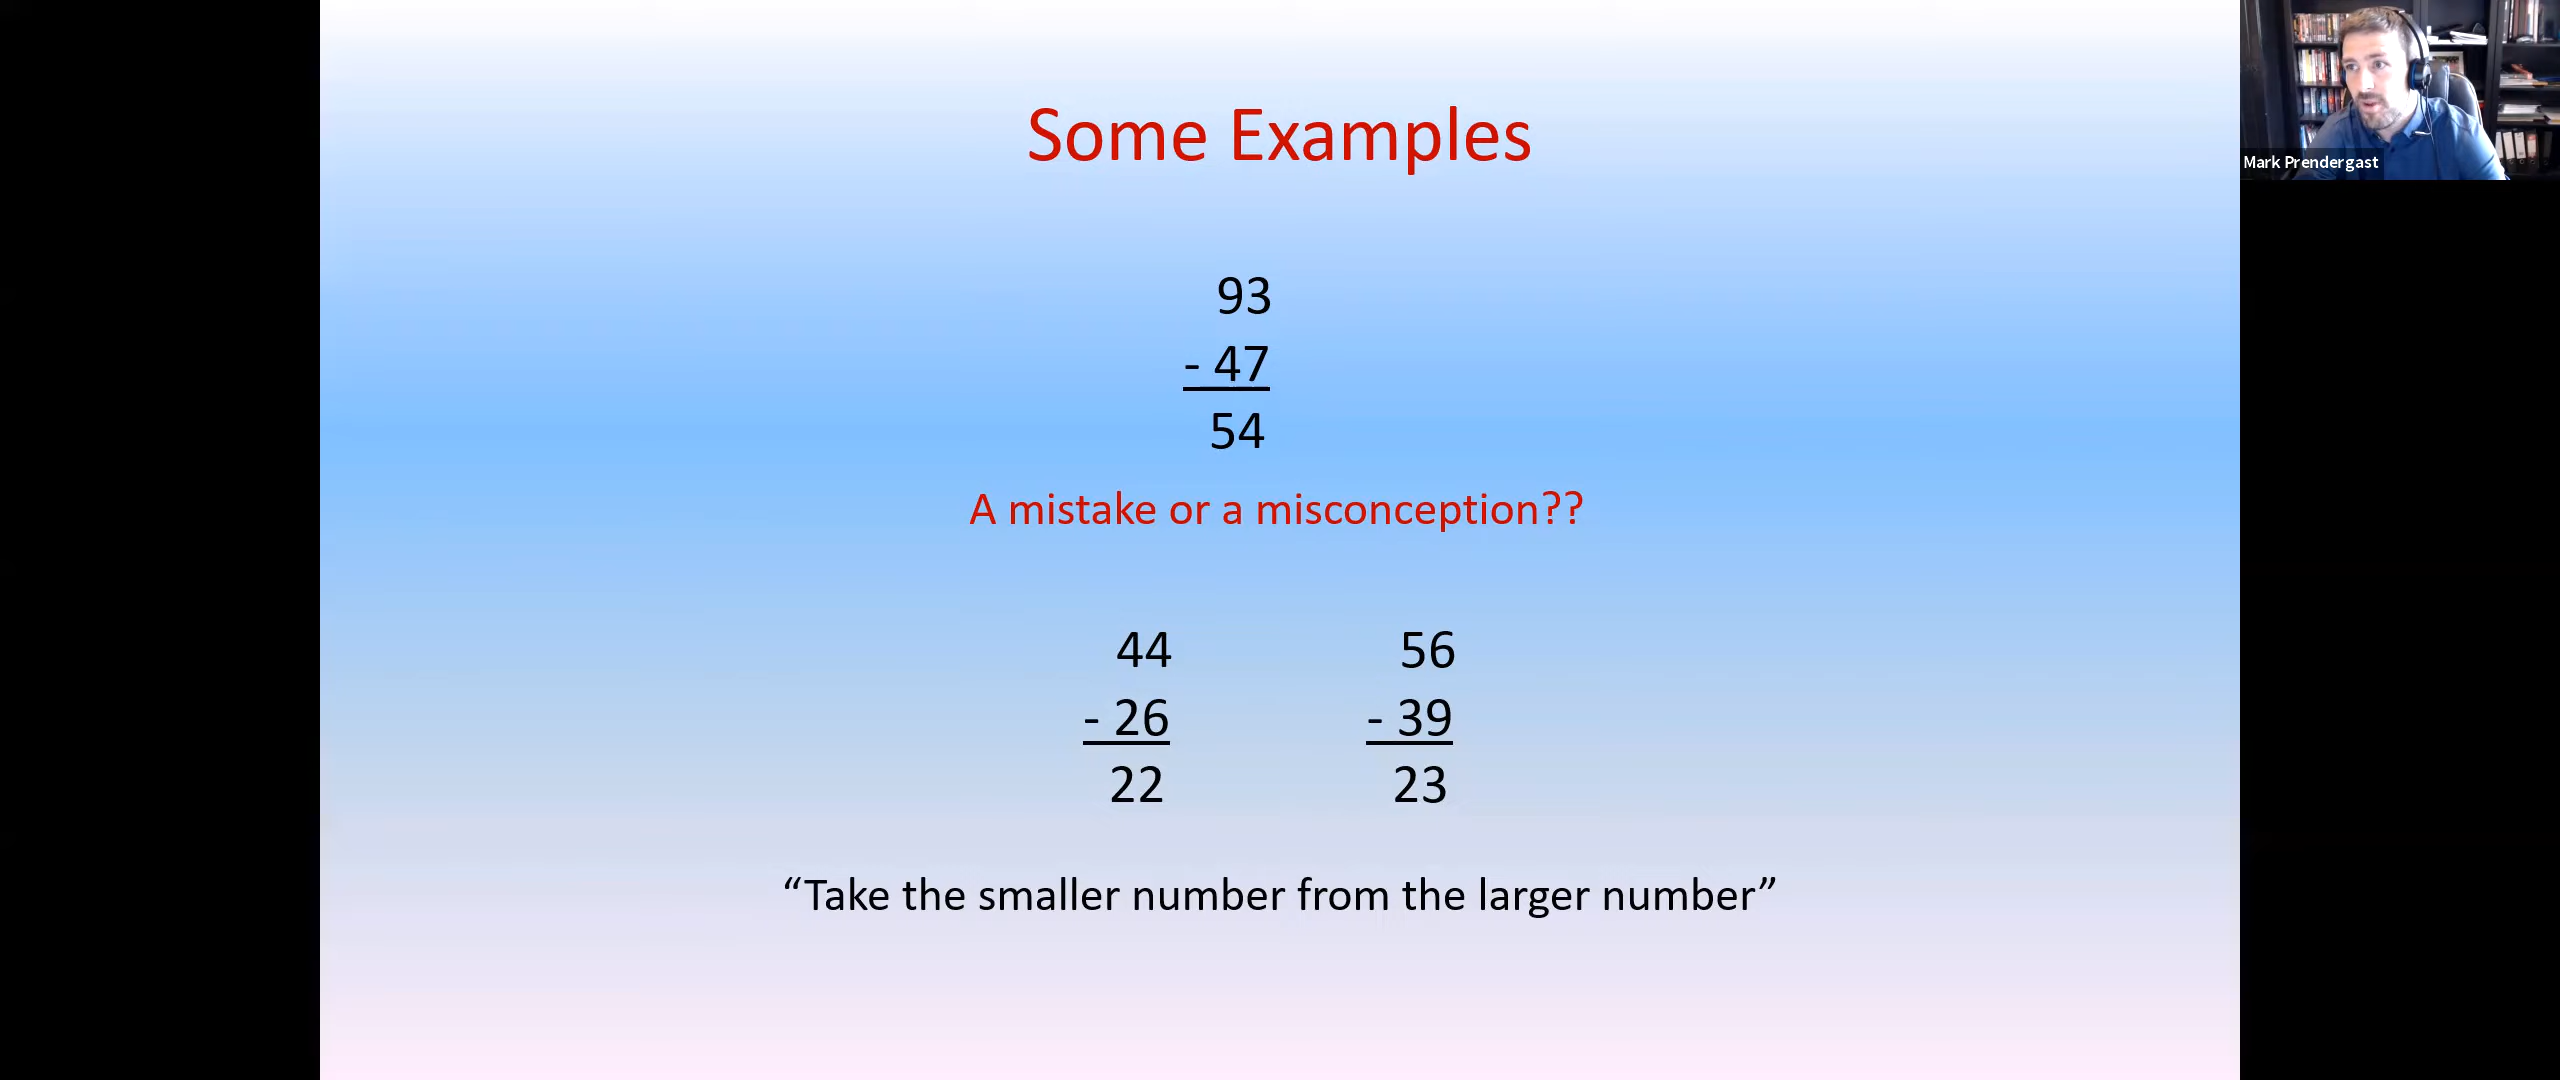 Some Examples
Mark Prendergast
93
- 47
54
A mistake or a misconception??
44 56
- 26 - 39
22 23
“Take the smaller number from the larger number”